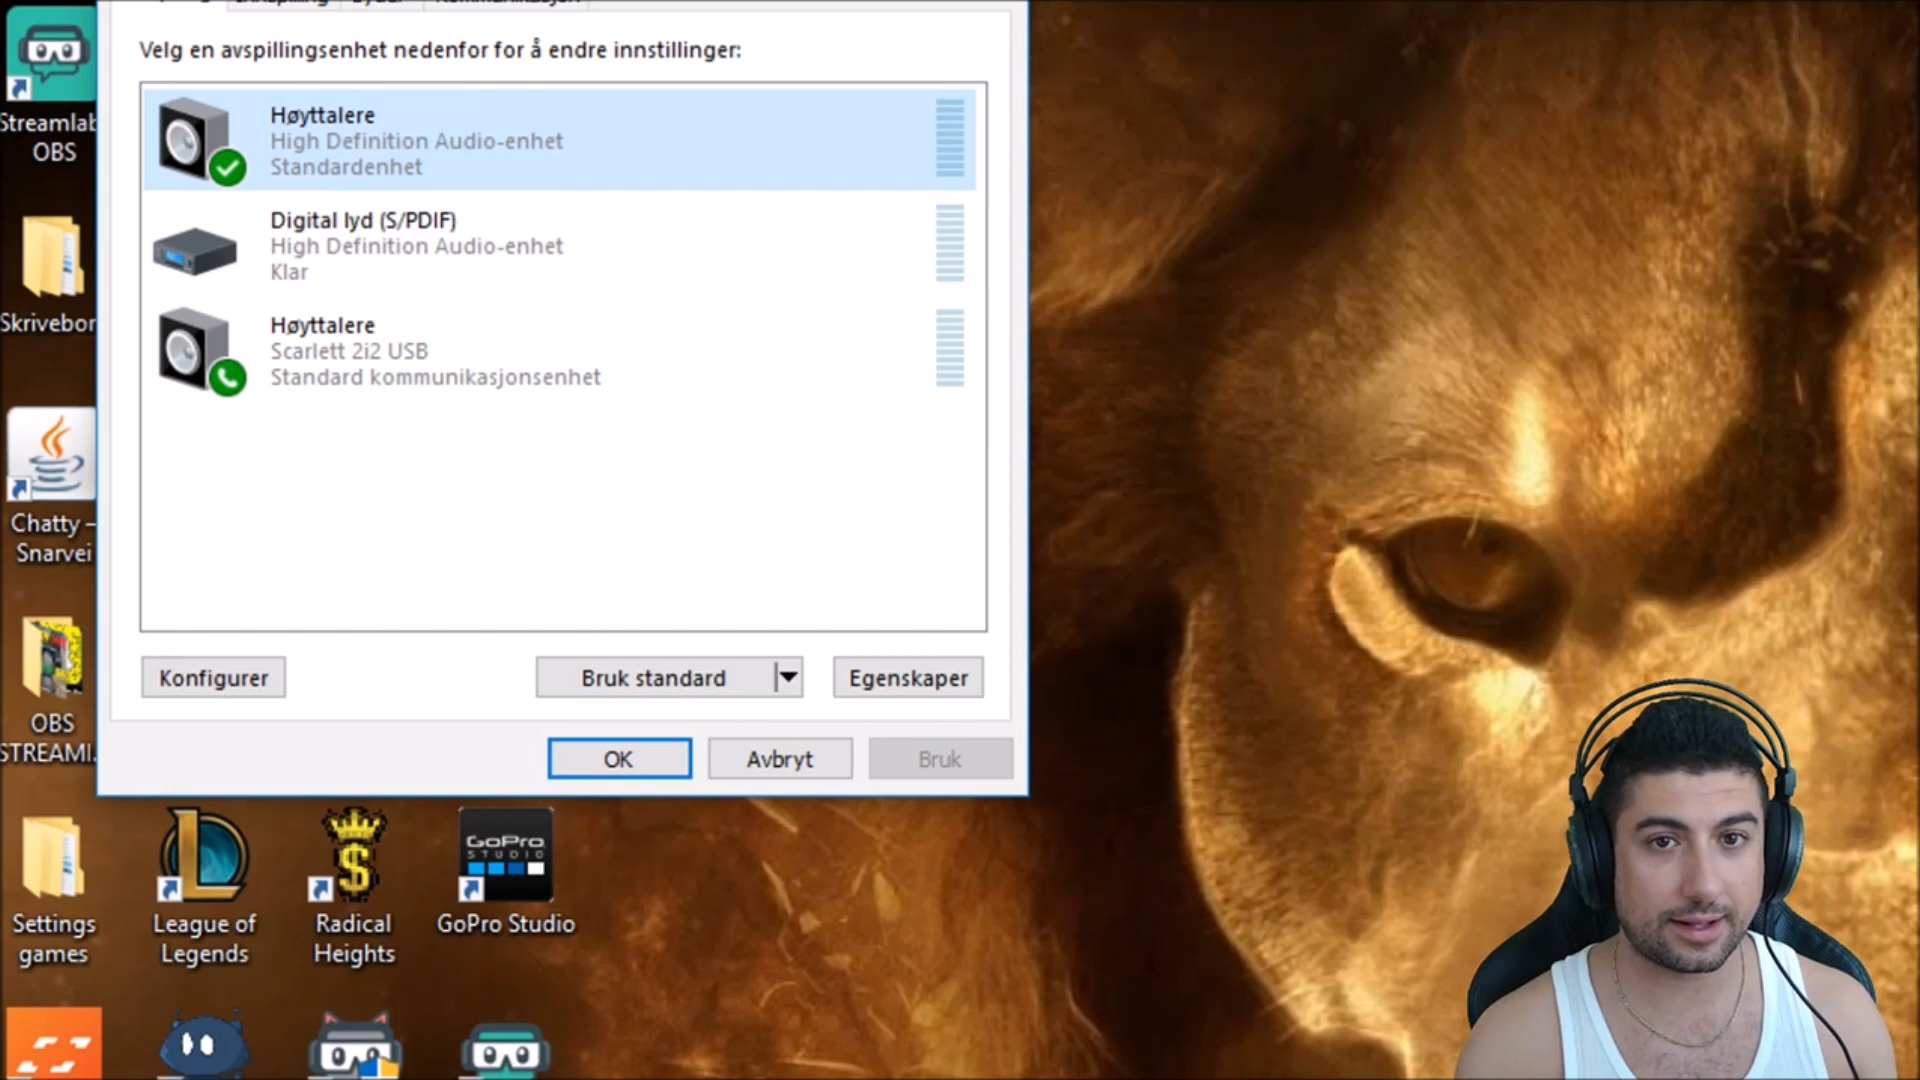 Innspilling
Kommunikasjon
Velg en avspillingsenhet nedenfor for å endre innstillinger:
Høyttalere
High Definition Audio-enhet
Standardenhet
Digital lyd (S/PDIF)
High Definition Audio-enhet
Klar
Høyttalere
Scarlett 2i2 USB
Standard kommunikasjonsenhet
Konfigurer
Bruk standard
Egenskaper
OK
Avbryt
Bruk
Streamlab
OBS
Skrivebor
Chatty –
Snarvei
OBS
STREAMI...
Settings
games
League of
Legends
Radical
Heights
GoPro
STUDIO
GoPro Studio